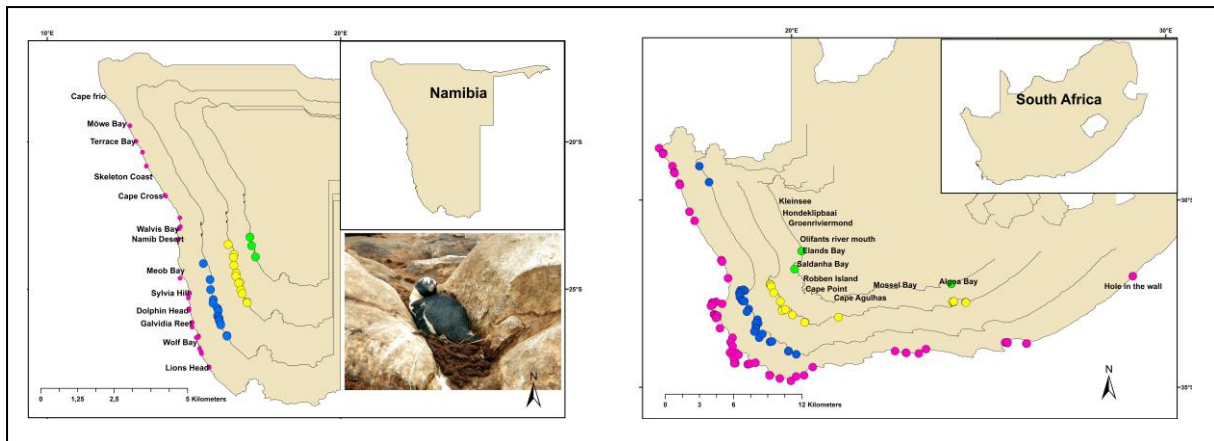 10°E
20°E
Namibia
Cape frio
Möwe Bay
Terrace Bay
20°S
Skeleton Coast
Cape Cross
Walvis Bay
Namib Desert
Meob Bay
25°S
Sylvia Hill
Dolphin Head
Galvidia Reef
Wolf Bay
Lions Head
0 1,25 2,5 5 Kilometers
N
20°E
30°E
South Africa
30°S
Kleinsee
Hondeklipbaai
Groenriviermond
Olifants river mouth
Elands Bay
Saldanha Bay
Robben Island
Cape Point
Cape Agulhas
Mossel Bay
Algoa Bay
Hole in the wall
35°S
0 3 6 12 Kilometers
N